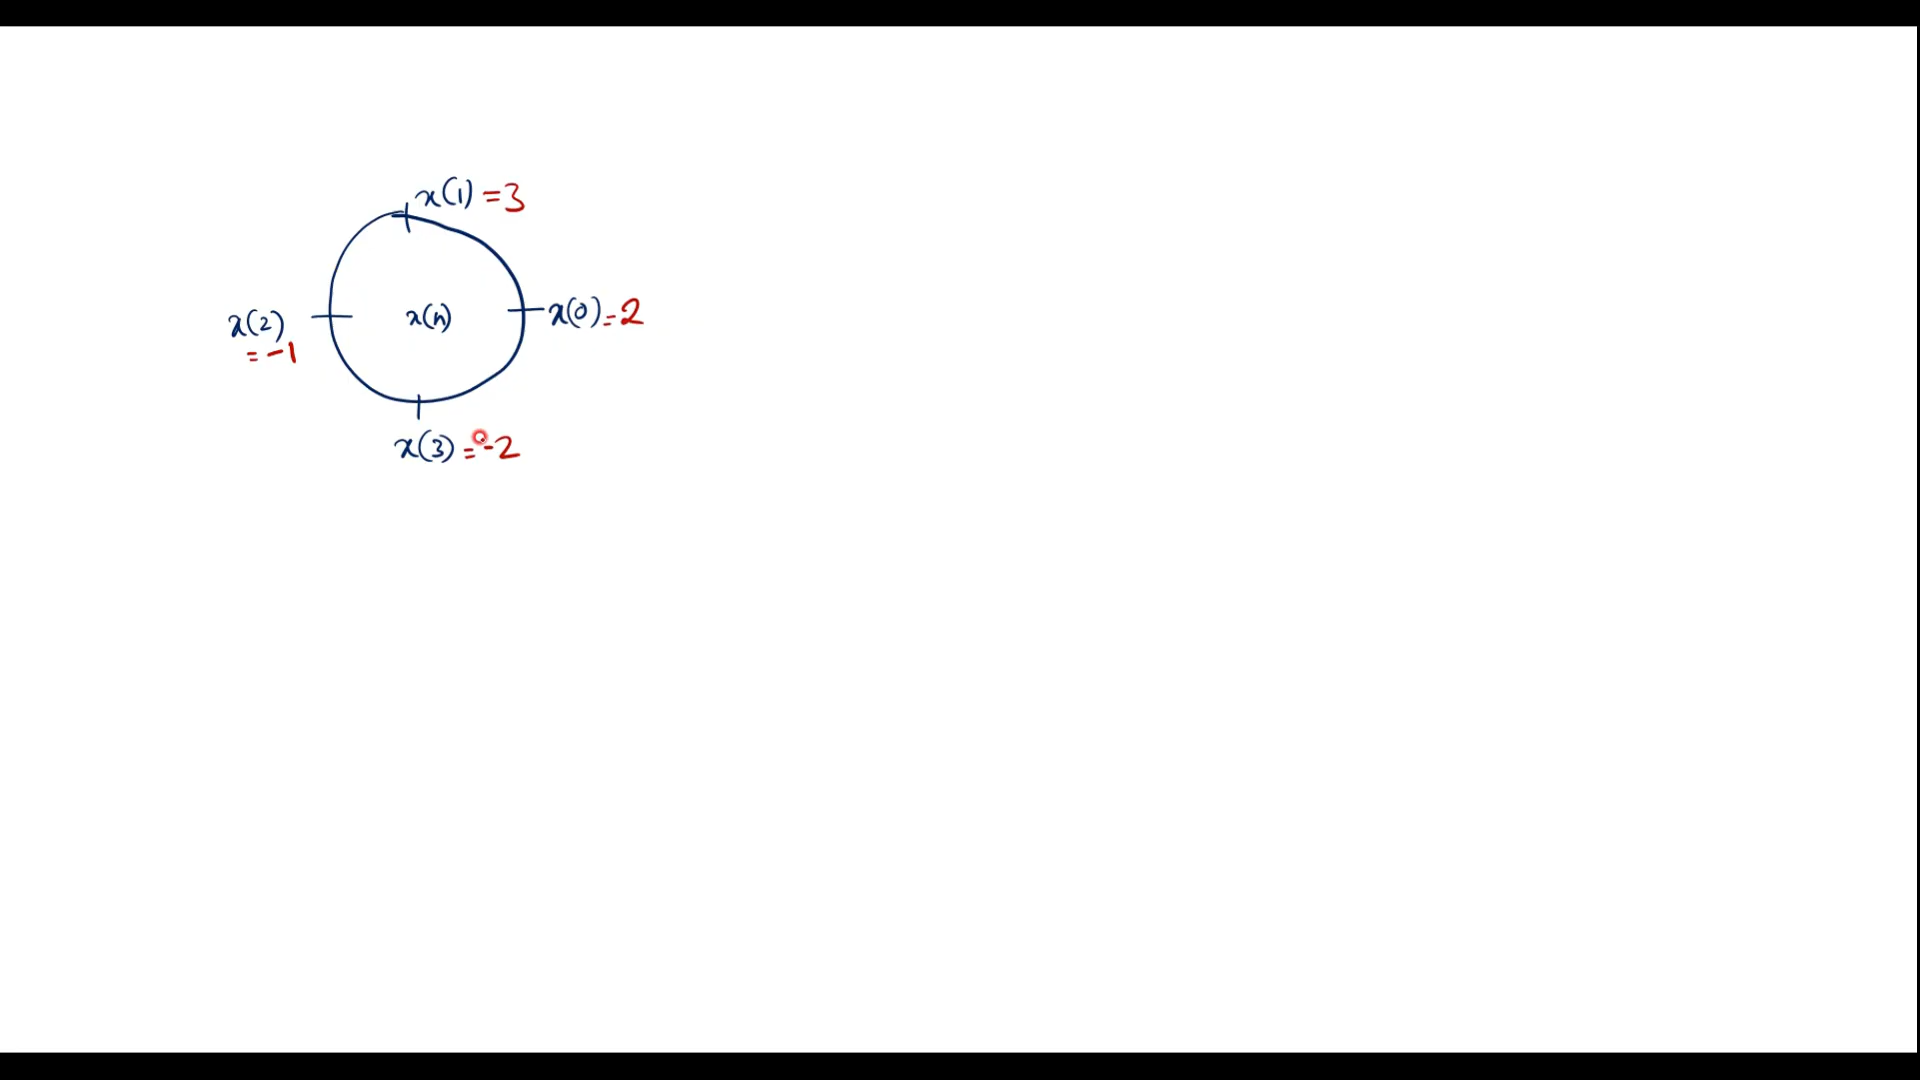 x(1) = 3
x(2)
= -1
x(n)
x(0) = 2
x(3) = -2